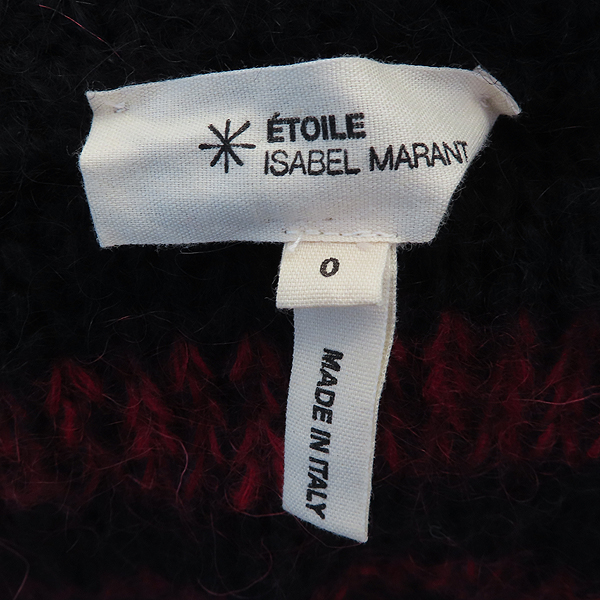 ÉTOILE
ISABEL MARANT
0
MADE IN ITALY